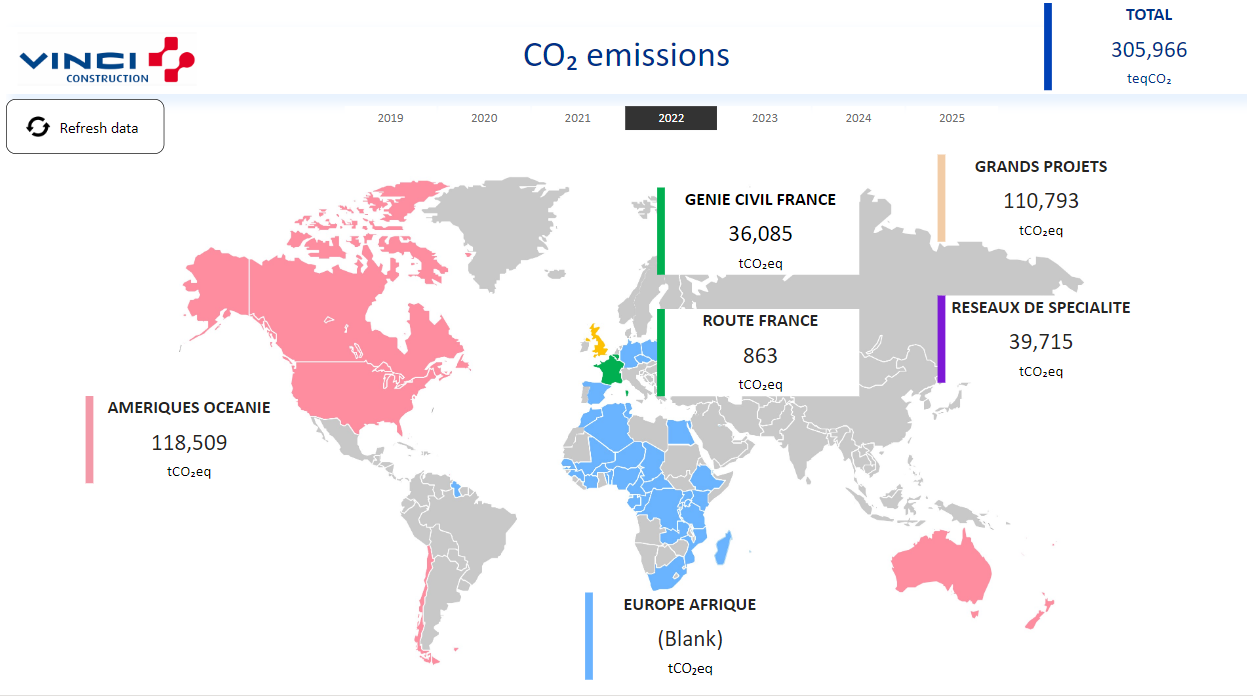 VINCI
CONSTRUCTION
CO₂ emissions
TOTAL
305,966
teqCO₂
Refresh data
2019 2020 2021 2022 2023 2024 2025
GRANDS PROJETS
110,793
tCO₂eq
GENIE CIVIL FRANCE
36,085
tCO₂eq
RESEAUX DE SPECIALITE
39,715
tCO₂eq
ROUTE FRANCE
863
tCO₂eq
AMERIQUES OCEANIE
118,509
tCO₂eq
EUROPE AFRIQUE
(Blank)
tCO₂eq